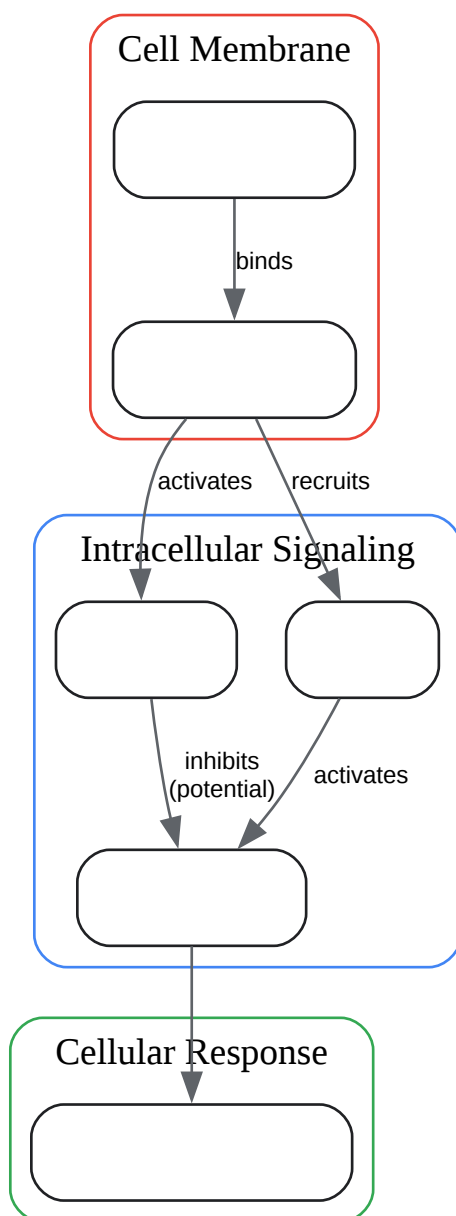 Cell Membrane
binds
activates
recruits
Intracellular Signaling
inhibits
(potential)
activates
Cellular Response